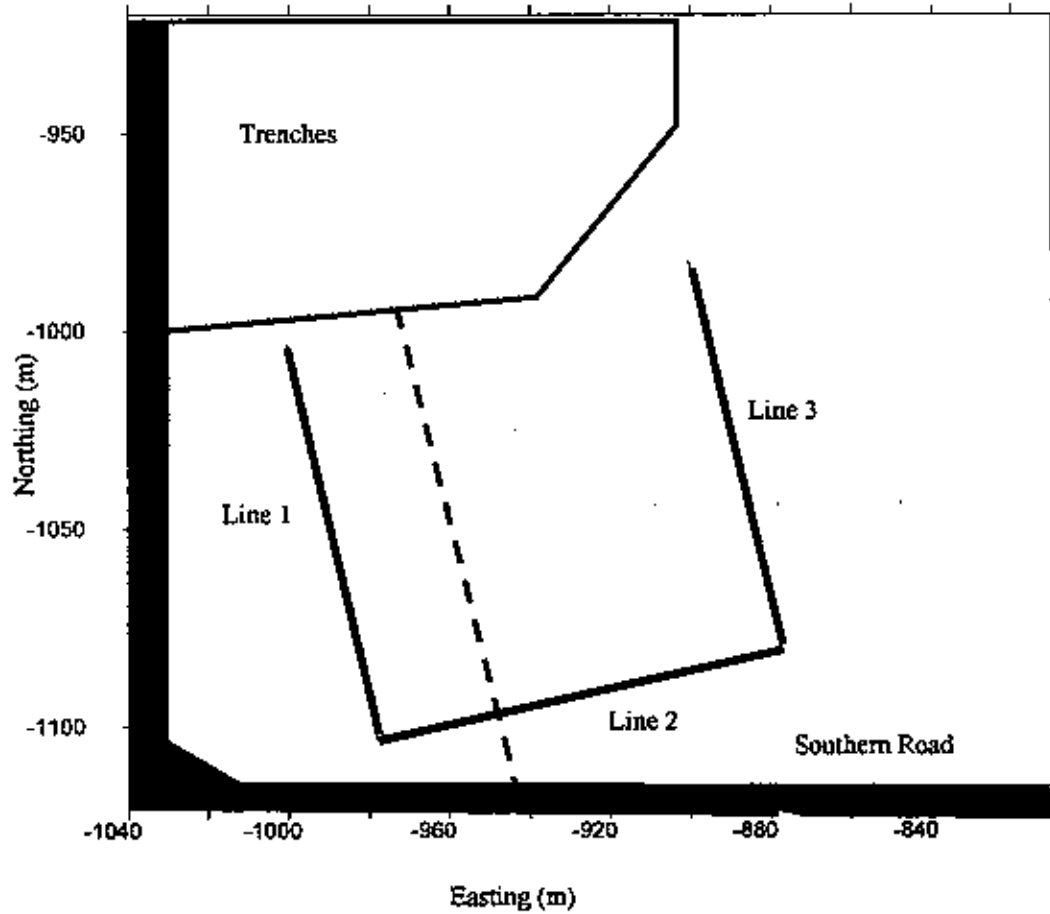 Trenches
-950
-1000
Northing (m)
Line 3
Line 1
-1050
-1100
Line 2
Southern Road
-1040
-1000
-960
-920
-880
-840
Easting (m)